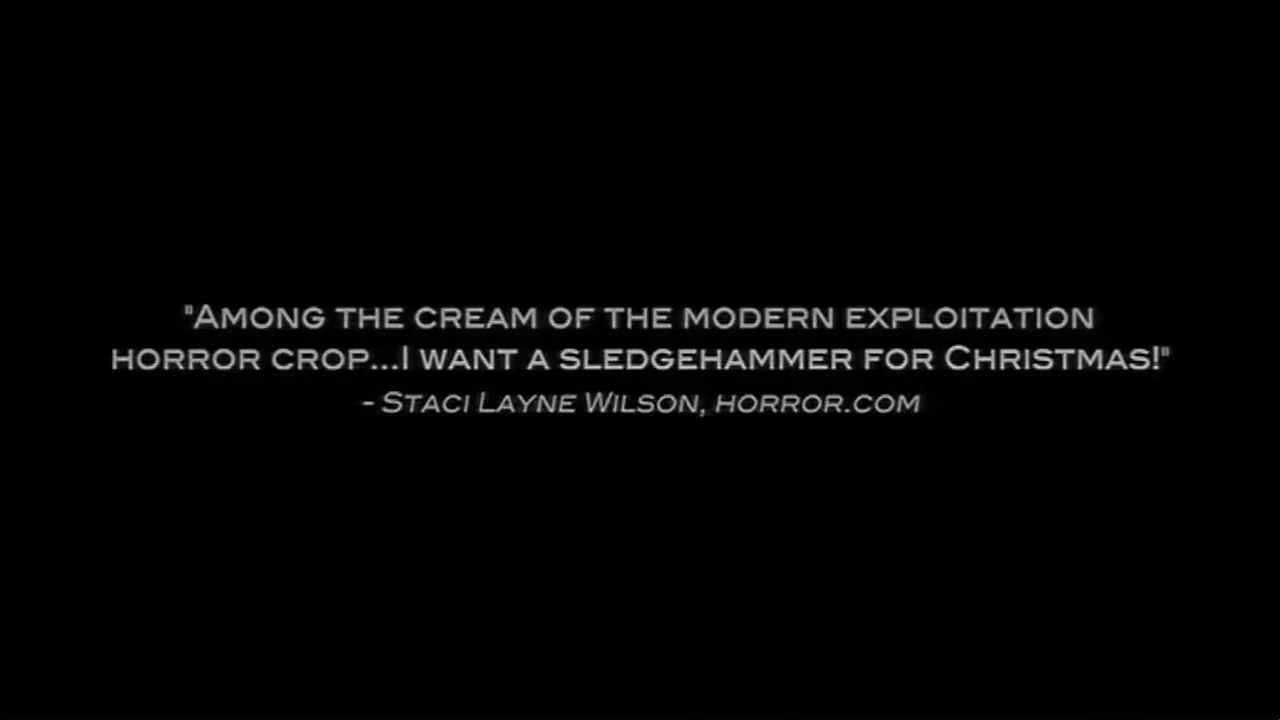 "Among the cream of the modern exploitation
horror crop...I want a sledgehammer for Christmas!"
- Staci Layne Wilson, horror.com